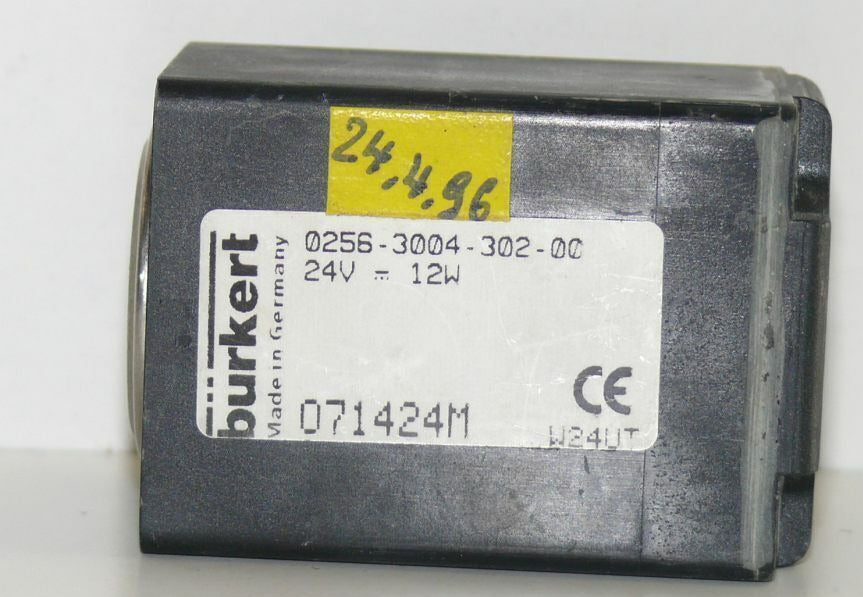 24.4.96
0256-3004-302-00
24V ⎓ 12W
bürkert
Made in Germany
071424M
CE
W24UT